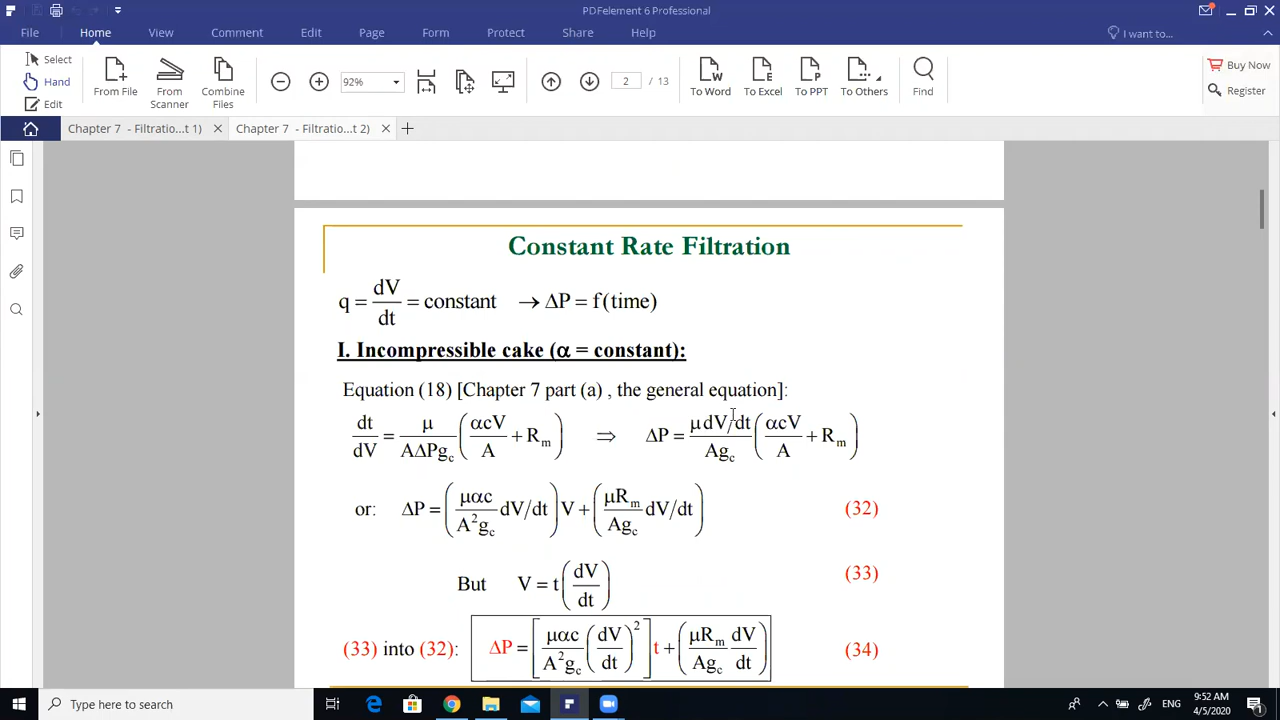 PDFelement 6 Professional
File Home View Comment Edit Page Form Protect Share Help I want to...
Select
Hand
Edit
From File
From Scanner
Combine Files
92%
2 / 13
To Word
To Excel
To PPT
To Others
Find
Buy Now
Register
Chapter 7 - Filtratio...t 1) × Chapter 7 - Filtratio...t 2) × +
Constant Rate Filtration
q = dV/dt = constant → ΔP = f(time)
I. Incompressible cake (α = constant):
Equation (18) [Chapter 7 part (a) , the general equation]:
dt/dV = μ/(AΔPg_c) (αcV/A + R_m) ⇒ ΔP = (μ dV/dt)/(Ag_c) (αcV/A + R_m)
or: ΔP = (μαc/(A²g_c) dV/dt) V + (μR_m/(Ag_c) dV/dt) (32)
But V = t (dV/dt) (33)
(33) into (32): ΔP = [μαc/(A²g_c) (dV/dt)²] t + (μR_m/(Ag_c) dV/dt) (34)
Type here to search
ENG
9:52 AM
4/5/2020